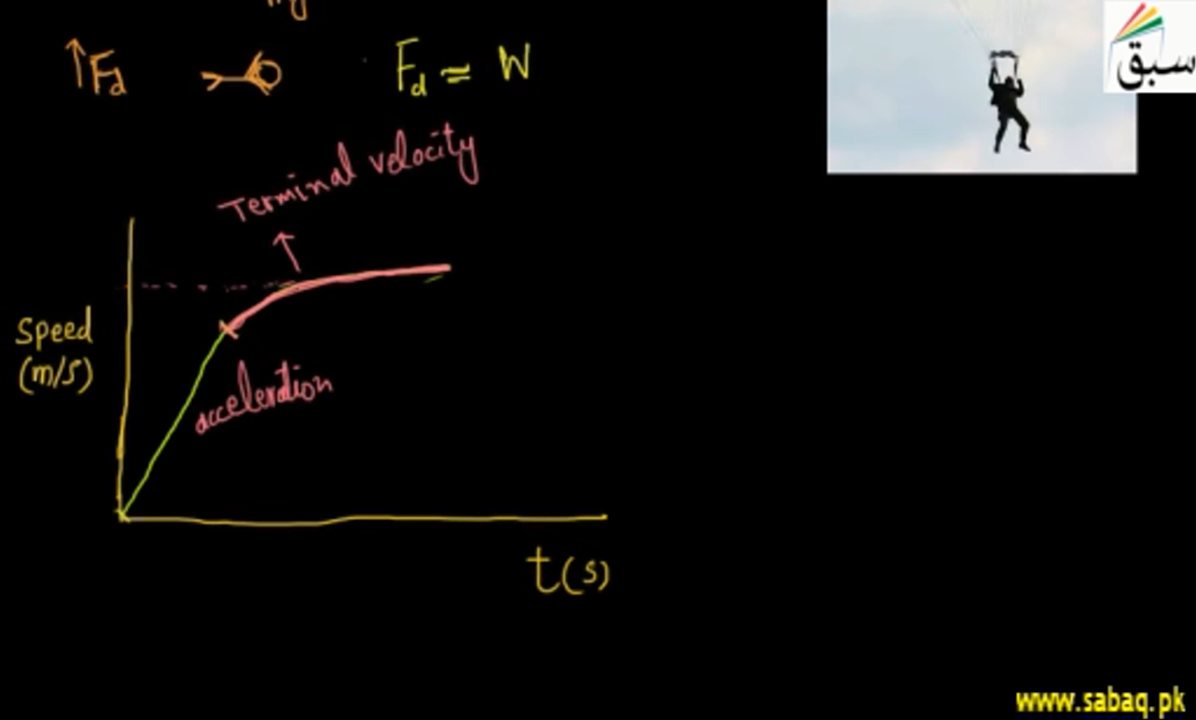 Fd
Fd = W
سبق
Terminal velocity
Speed
(m/s)
acceleration
t(s)
www.sabaq.pk